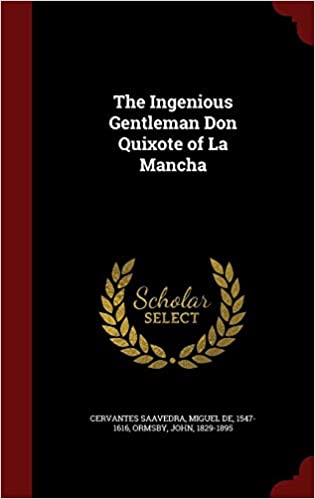 The Ingenious
Gentleman Don
Quixote of La
Mancha
Scholar
SELECT
CERVANTES SAAVEDRA, MIGUEL DE, 1547-
1616, ORMSBY, JOHN, 1829-1895